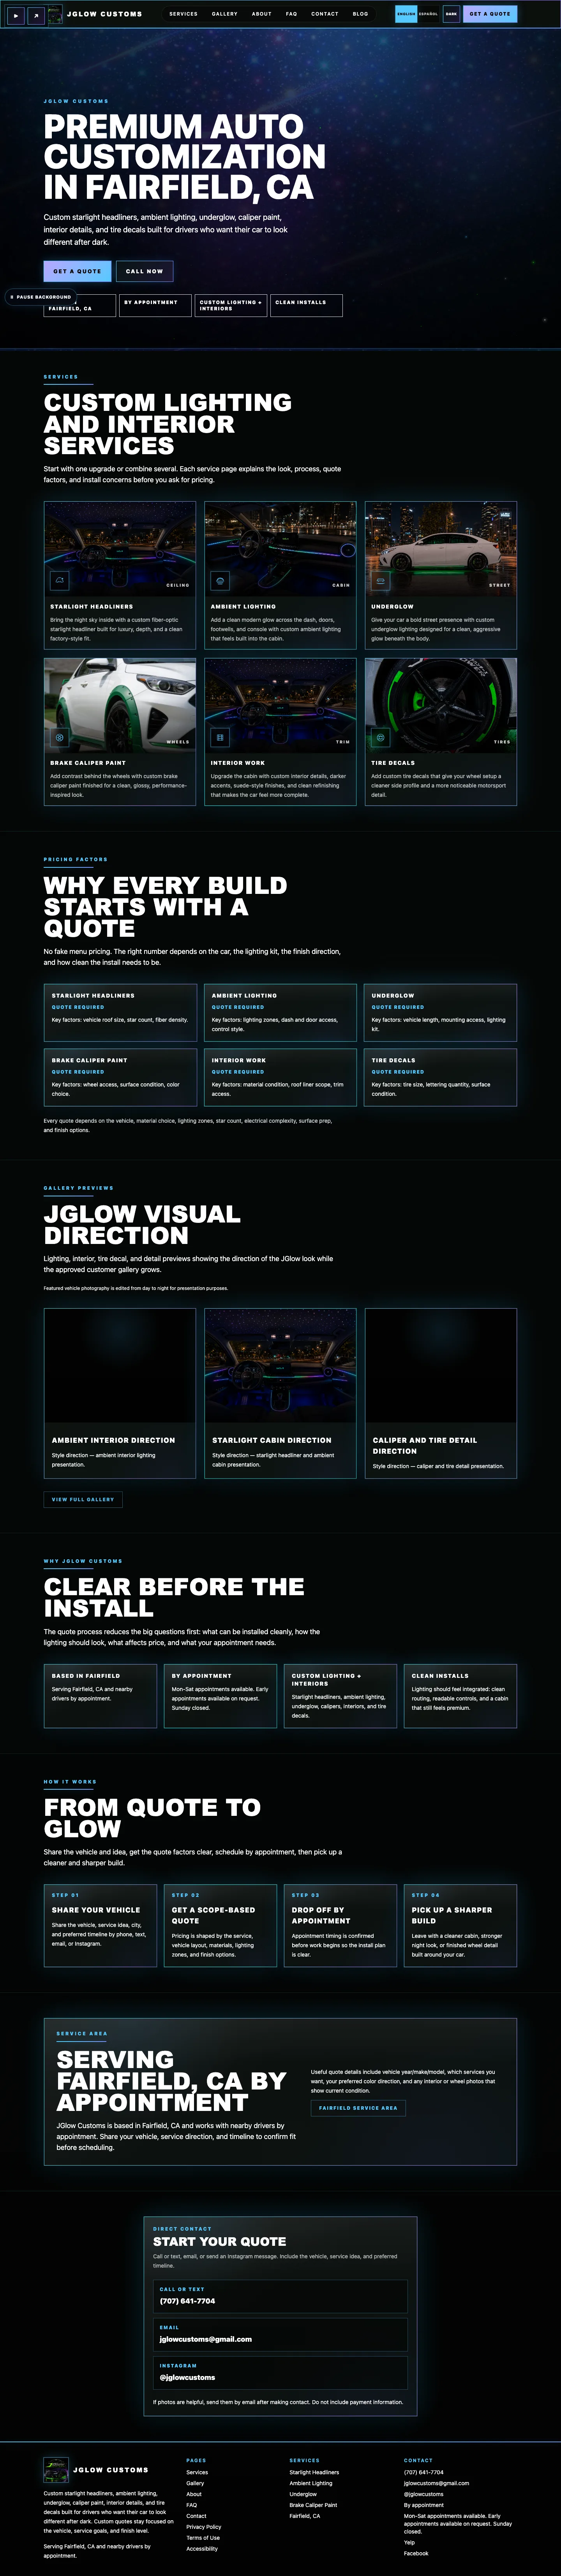 JGLOW CUSTOMS
SERVICES
GALLERY
ABOUT
FAQ
CONTACT
BLOG
ENGLISH
ESPAÑOL
DARK
GET A QUOTE
JGLOW CUSTOMS
PREMIUM AUTO
CUSTOMIZATION
IN FAIRFIELD, CA
Custom starlight headliners, ambient lighting, underglow, caliper paint,
interior details, and tire decals built for drivers who want their car to look
different after dark.
GET A QUOTE
CALL NOW
PAUSE BACKGROUND
FAIRFIELD, CA
BY APPOINTMENT
CUSTOM LIGHTING +
INTERIORS
CLEAN INSTALLS
SERVICES
CUSTOM LIGHTING
AND INTERIOR
SERVICES
Start with one upgrade or combine several. Each service page explains the look, process, quote
factors, and install concerns before you ask for pricing.
CEILING
STARLIGHT HEADLINERS
Bring the night sky inside with a custom fiber-optic
starlight headliner built for luxury, depth, and a clean
factory-style fit.
CABIN
AMBIENT LIGHTING
Add a clean modern glow across the dash, doors,
footwells, and console with custom ambient lighting
that feels built into the cabin.
STREET
UNDERGLOW
Give your car a bold street presence with custom
underglow lighting designed for a clean, aggressive
glow beneath the body.
WHEELS
BRAKE CALIPER PAINT
Add contrast behind the wheels with custom brake
caliper paint finished for a clean, glossy, performance-
inspired look.
TRIM
INTERIOR WORK
Upgrade the cabin with custom interior details, darker
accents, suede-style finishes, and clean refinishing
that makes the car feel more complete.
TIRES
TIRE DECALS
Add custom tire decals that give your wheel setup a
cleaner side profile and a more noticeable motorsport
detail.
PRICING FACTORS
WHY EVERY BUILD
STARTS WITH A
QUOTE
No fake menu pricing. The right number depends on the car, the lighting kit, the finish direction,
and how clean the install needs to be.
STARLIGHT HEADLINERS
QUOTE REQUIRED
Key factors: vehicle roof size, star count, fiber density.
AMBIENT LIGHTING
QUOTE REQUIRED
Key factors: lighting zones, dash and door access,
control style.
UNDERGLOW
QUOTE REQUIRED
Key factors: vehicle length, mounting access, lighting
kit.
BRAKE CALIPER PAINT
QUOTE REQUIRED
Key factors: wheel access, surface condition, color
choice.
INTERIOR WORK
QUOTE REQUIRED
Key factors: material condition, roof liner scope, trim
access.
TIRE DECALS
QUOTE REQUIRED
Key factors: tire size, lettering quantity, surface
condition.
Every quote depends on the vehicle, material choice, lighting zones, star count, electrical complexity, surface prep,
and finish options.
GALLERY PREVIEWS
JGLOW VISUAL
DIRECTION
Lighting, interior, tire decal, and detail previews showing the direction of the JGlow look while
the approved customer gallery grows.
Featured vehicle photography is edited from day to night for presentation purposes.
AMBIENT INTERIOR DIRECTION
Style direction — ambient interior lighting
presentation.
STARLIGHT CABIN DIRECTION
Style direction — starlight headliner and ambient
cabin presentation.
CALIPER AND TIRE DETAIL
DIRECTION
Style direction — caliper and tire detail presentation.
VIEW FULL GALLERY
WHY JGLOW CUSTOMS
CLEAR BEFORE THE
INSTALL
The quote process reduces the big questions first: what can be installed cleanly, how the
lighting should look, what affects price, and what your appointment needs.
BASED IN FAIRFIELD
Serving Fairfield, CA and nearby
drivers by appointment.
BY APPOINTMENT
Mon-Sat appointments available. Early
appointments available on request.
Sunday closed.
CUSTOM LIGHTING +
INTERIORS
Starlight headliners, ambient lighting,
underglow, calipers, interiors, and tire
decals.
CLEAN INSTALLS
Lighting should feel integrated: clean
routing, readable controls, and a cabin
that still feels premium.
HOW IT WORKS
FROM QUOTE TO
GLOW
Share the vehicle and idea, get the quote factors clear, schedule by appointment, then pick up a
cleaner and sharper build.
STEP 01
SHARE YOUR VEHICLE
Share the vehicle, service idea, city,
and preferred timeline by phone, text,
email, or Instagram.
STEP 02
GET A SCOPE-BASED
QUOTE
Pricing is shaped by the service,
vehicle layout, materials, lighting
zones, and finish options.
STEP 03
DROP OFF BY
APPOINTMENT
Appointment timing is confirmed
before work begins so the install plan
is clear.
STEP 04
PICK UP A SHARPER
BUILD
Leave with a cleaner cabin, stronger
night look, or finished wheel detail
built around your car.
SERVICE AREA
SERVING
FAIRFIELD, CA BY
APPOINTMENT
JGlow Customs is based in Fairfield, CA and works with nearby drivers by
appointment. Share your vehicle, service direction, and timeline to confirm fit
before scheduling.
Useful quote details include vehicle year/make/model, which services you
want, your preferred color direction, and any interior or wheel photos that
show current condition.
FAIRFIELD SERVICE AREA
DIRECT CONTACT
START YOUR QUOTE
Call or text, email, or send an Instagram message. Include the vehicle, service idea, and preferred
timeline.
CALL OR TEXT
(707) 641-7704
EMAIL
jglowcustoms@gmail.com
INSTAGRAM
@jglowcustoms
If photos are helpful, send them by email after making contact. Do not include payment information.
JGLOW CUSTOMS
Custom starlight headliners, ambient lighting,
underglow, caliper paint, interior details, and tire
decals built for drivers who want their car to look
different after dark. Custom quotes stay focused on
the vehicle, service goals, and finish level.
Serving Fairfield, CA and nearby drivers by
appointment.
PAGES
Services
Gallery
About
FAQ
Contact
Privacy Policy
Terms of Use
Accessibility
SERVICES
Starlight Headliners
Ambient Lighting
Underglow
Brake Caliper Paint
Fairfield, CA
CONTACT
(707) 641-7704
jglowcustoms@gmail.com
@jglowcustoms
By appointment
Mon-Sat appointments available. Early
appointments available on request. Sunday
closed.
Yelp
Facebook